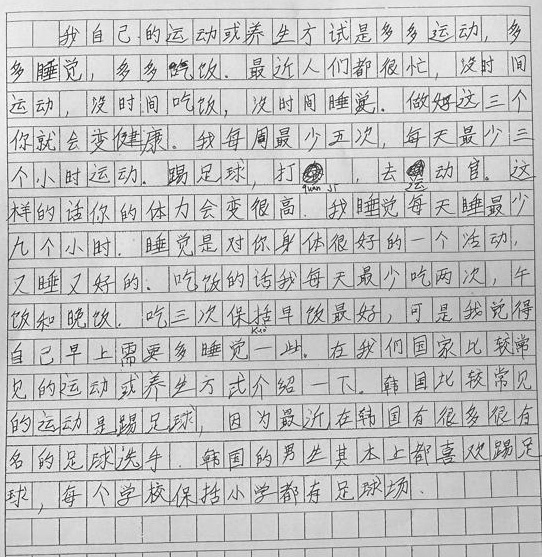 我自己的运动或养生方试是多多运动,多
多睡觉,多多吃饭.最近人们都很忙,没时间
运动,没时间吃饭,没时间睡觉.做好这三个
你就会变健康.我每周最少五次,每天最少三
个小时运动.踢足球,打 ,去 动官。这
quan ji
样的话你的体力会变很高.我睡觉每天睡最少
九个小时.睡觉是对你身体很好的一个活动,
又睡又好的.吃饭的话我每天最少吃两次,午
饭和晚饭.吃三次保括早饭最好,可是我觉得
kuo
自己早上需要多睡觉一些。在我们国家比较常
见的运动或养生方式介绍一下.韩国比较常见
的运动是踢足球,因为最近在韩国有很多很有
名的足球选手.韩国的男生其本上都喜欢踢足
球,每个学校保括小学都有足球场.